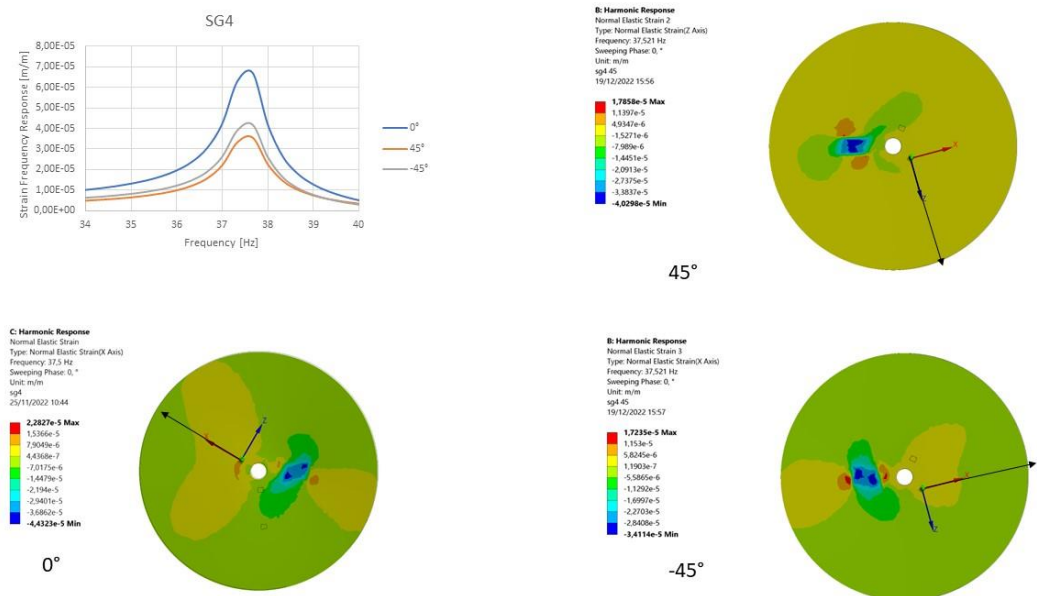 SG4
Strain Frequency Response [m/m]
8,00E-05
7,00E-05
6,00E-05
5,00E-05
4,00E-05
3,00E-05
2,00E-05
1,00E-05
0,00E+00
34 35 36 37 38 39 40
Frequency [Hz]
0°
45°
-45°
B: Harmonic Response
Normal Elastic Strain 2
Type: Normal Elastic Strain(Z Axis)
Frequency: 37,521 Hz
Sweeping Phase: 0, °
Unit: m/m
sg4 45
19/12/2022 15:56
1,7858e-5 Max
1,1397e-5
4,9347e-6
-1,5271e-6
-7,989e-6
-1,4451e-5
-2,0913e-5
-2,7375e-5
-3,3837e-5
-4,0298e-5 Min
X
Z
45°
C: Harmonic Response
Normal Elastic Strain
Type: Normal Elastic Strain(X Axis)
Frequency: 37,5 Hz
Sweeping Phase: 0, °
Unit: m/m
sg4
25/11/2022 10:44
2,2827e-5 Max
1,5366e-5
7,9049e-6
4,4368e-7
-7,0175e-6
-1,4479e-5
-2,194e-5
-2,9401e-5
-3,6862e-5
-4,4323e-5 Min
X
Z
0°
B: Harmonic Response
Normal Elastic Strain 3
Type: Normal Elastic Strain(X Axis)
Frequency: 37,521 Hz
Sweeping Phase: 0, °
Unit: m/m
sg4 45
19/12/2022 15:57
1,7235e-5 Max
1,153e-5
5,8245e-6
1,1903e-7
-5,5865e-6
-1,1292e-5
-1,6997e-5
-2,2703e-5
-2,8408e-5
-3,4114e-5 Min
X
Z
-45°